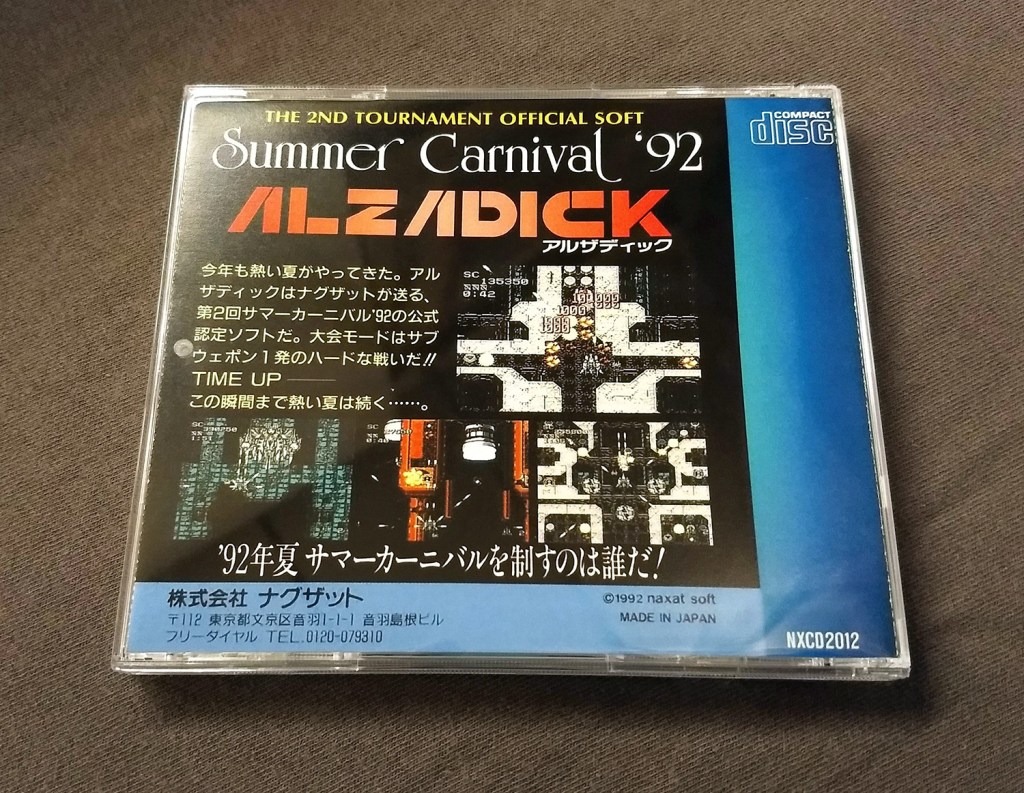 THE 2ND TOURNAMENT OFFICIAL SOFT
COMPACT
disc
Summer Carnival '92
ALZADICK
アルザディック
今年も熱い夏がやってきた。アル
ザディックはナグザットが送る、
第2回サマーカーニバル'92の公式
認定ソフトだ。大会モードはサブ
ウェポン1発のハードな戦いだ!!
TIME UP――
この瞬間まで熱い夏は続く……。
SC 135350
0:42
1000
SC
SC
'92年夏 サマーカーニバルを制すのは誰だ!
株式会社 ナグザット
〒112 東京都文京区音羽1-1-1 音羽島根ビル
フリーダイヤル TEL.0120-079310
©1992 naxat soft
MADE IN JAPAN
NXCD2012